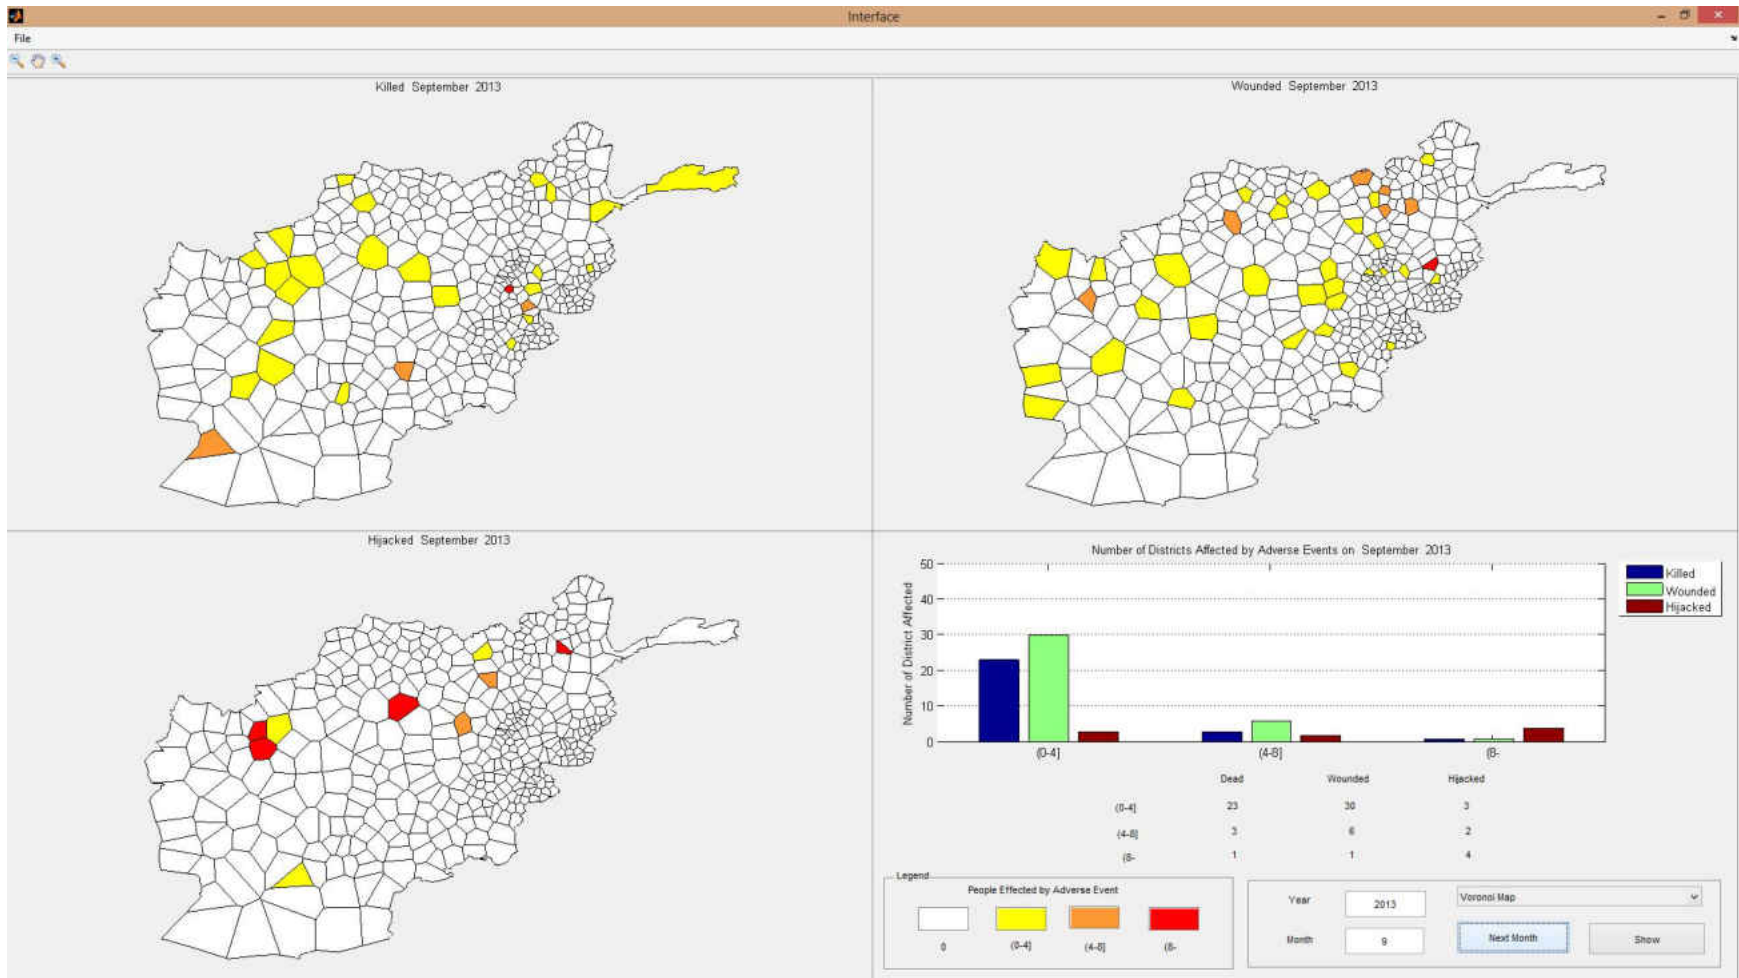 Interface
File
Killed September 2013
Wounded September 2013
Hijacked September 2013
Number of Districts Affected by Adverse Events on September 2013
Number of District Affected
50
40
30
20
10
0
(0-4] (4-8] (8-
Killed
Wounded
Hijacked
Dead Wounded Hijacked
(0-4] 23 30 3
(4-8] 3 6 2
(8- 1 1 4
Legend
People Effected by Adverse Event
0 (0-4] (4-8] (8-
Year 2013 Voronoi Map
Month 9 Next Month Show